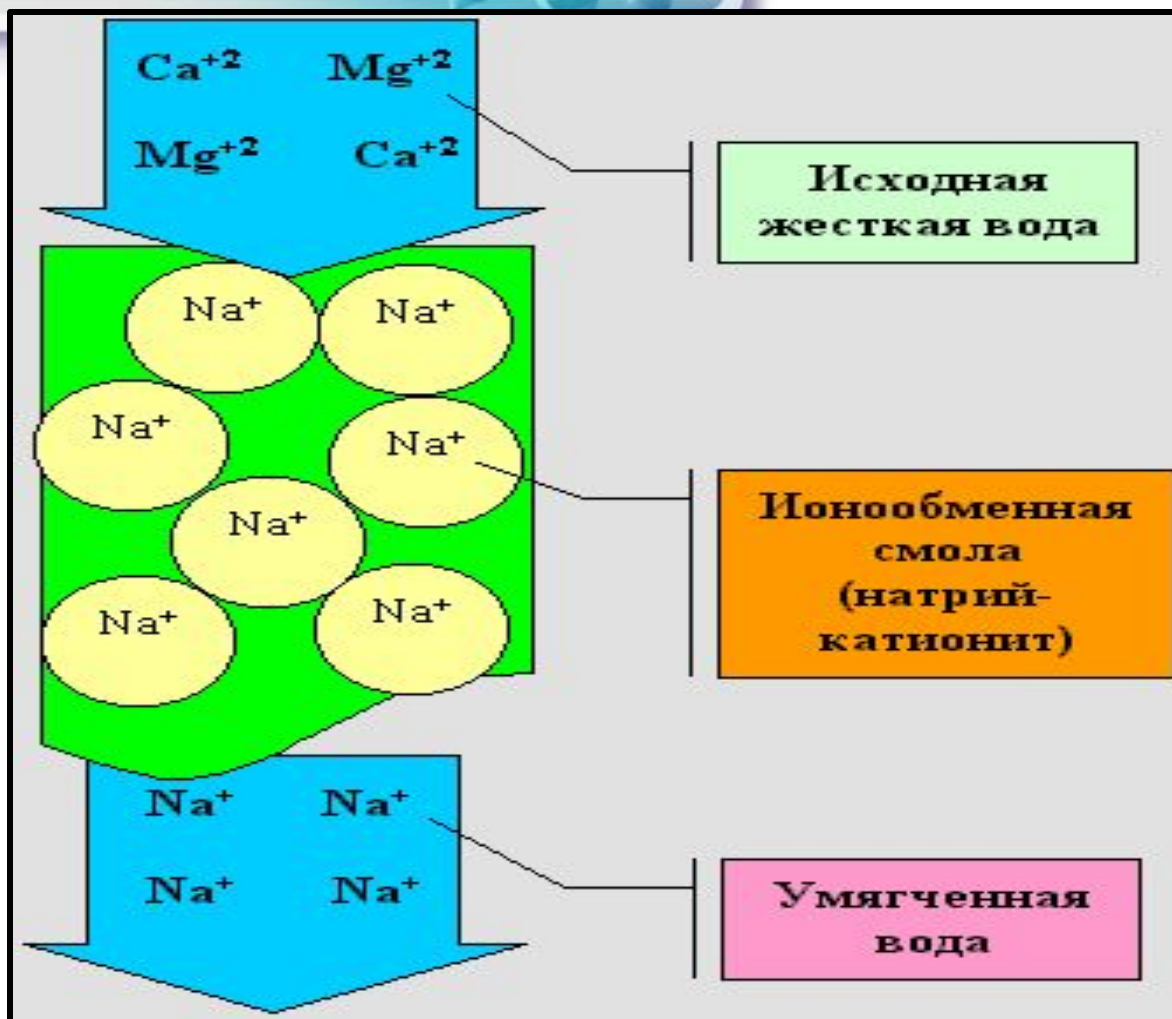 Ca⁺² Mg⁺²
Mg⁺² Ca⁺²
Исходная
жесткая вода
Na⁺ Na⁺
Na⁺ Na⁺
Na⁺
Na⁺ Na⁺
Ионообменная
смола
(натрий-
катионит)
Na⁺ Na⁺
Na⁺ Na⁺
Умягченная
вода